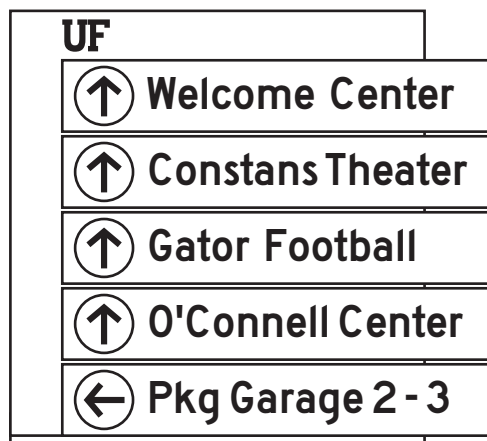 UF
Welcome Center
Constans Theater
Gator Football
O'Connell Center
Pkg Garage 2 - 3